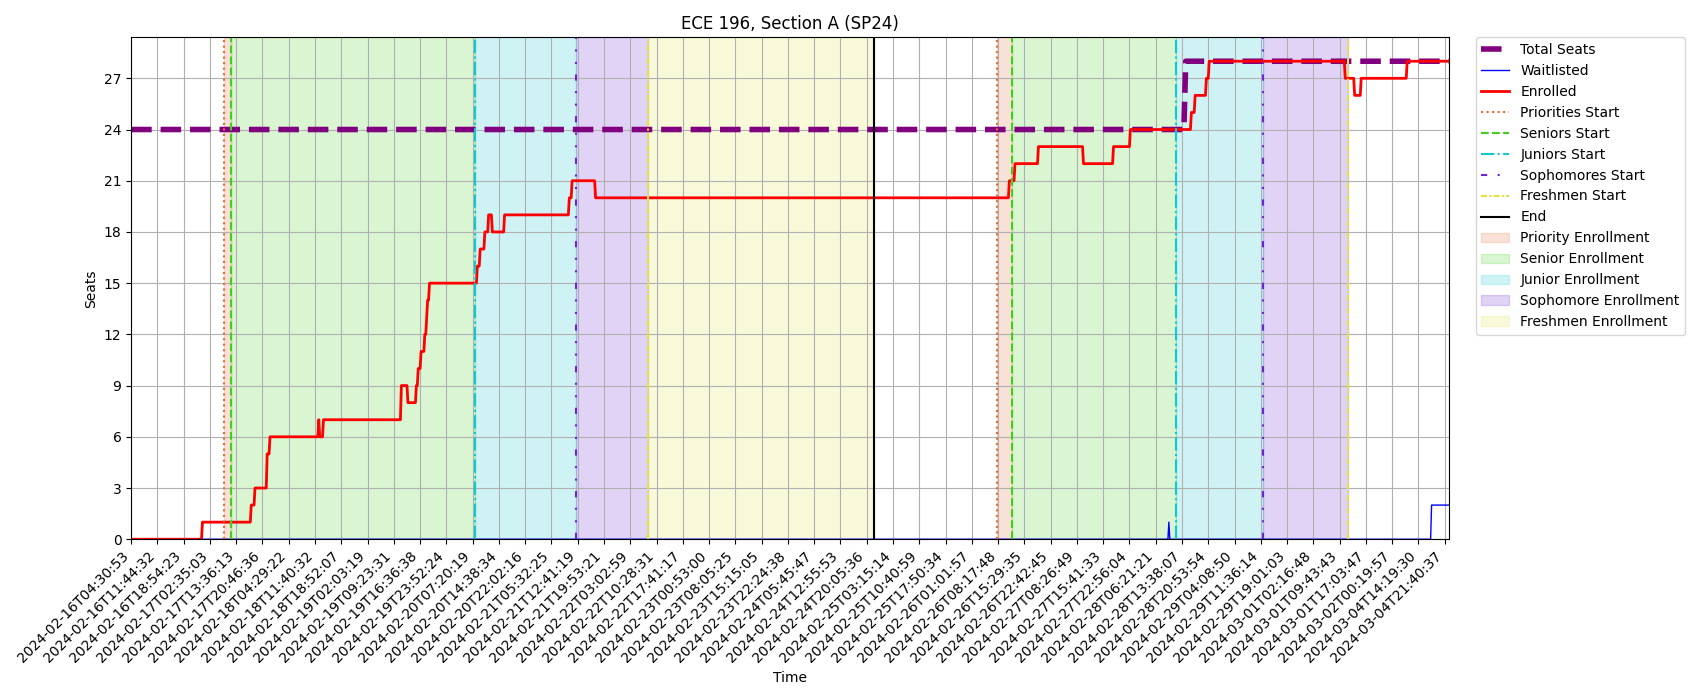 ECE 196, Section A (SP24)
Seats
27
24
21
18
15
12
9
6
3
0
2024-02-16T04:30:53
2024-02-16T11:44:32
2024-02-16T18:54:23
2024-02-17T02:35:03
2024-02-17T13:36:13
2024-02-17T20:46:36
2024-02-18T04:29:22
2024-02-18T11:40:32
2024-02-18T18:52:07
2024-02-19T02:03:19
2024-02-19T09:23:31
2024-02-19T16:36:38
2024-02-19T23:52:24
2024-02-20T07:20:19
2024-02-20T14:38:34
2024-02-20T22:02:16
2024-02-21T05:32:25
2024-02-21T12:41:19
2024-02-21T19:53:21
2024-02-22T03:02:59
2024-02-22T10:28:31
2024-02-22T17:41:17
2024-02-23T00:53:00
2024-02-23T08:05:25
2024-02-23T15:15:05
2024-02-23T22:24:38
2024-02-24T05:45:47
2024-02-24T12:55:53
2024-02-24T20:05:36
2024-02-25T03:15:14
2024-02-25T10:40:59
2024-02-25T17:50:34
2024-02-26T01:01:57
2024-02-26T08:17:48
2024-02-26T15:29:35
2024-02-26T22:42:45
2024-02-27T08:26:49
2024-02-27T15:41:33
2024-02-27T22:56:04
2024-02-28T06:21:21
2024-02-28T13:38:07
2024-02-28T20:53:54
2024-02-29T04:08:50
2024-02-29T11:36:14
2024-02-29T19:01:03
2024-03-01T02:16:48
2024-03-01T09:43:43
2024-03-01T17:03:47
2024-03-02T00:19:57
2024-03-04T14:19:30
2024-03-04T21:40:37
Time
Total Seats
Waitlisted
Enrolled
Priorities Start
Seniors Start
Juniors Start
Sophomores Start
Freshmen Start
End
Priority Enrollment
Senior Enrollment
Junior Enrollment
Sophomore Enrollment
Freshmen Enrollment